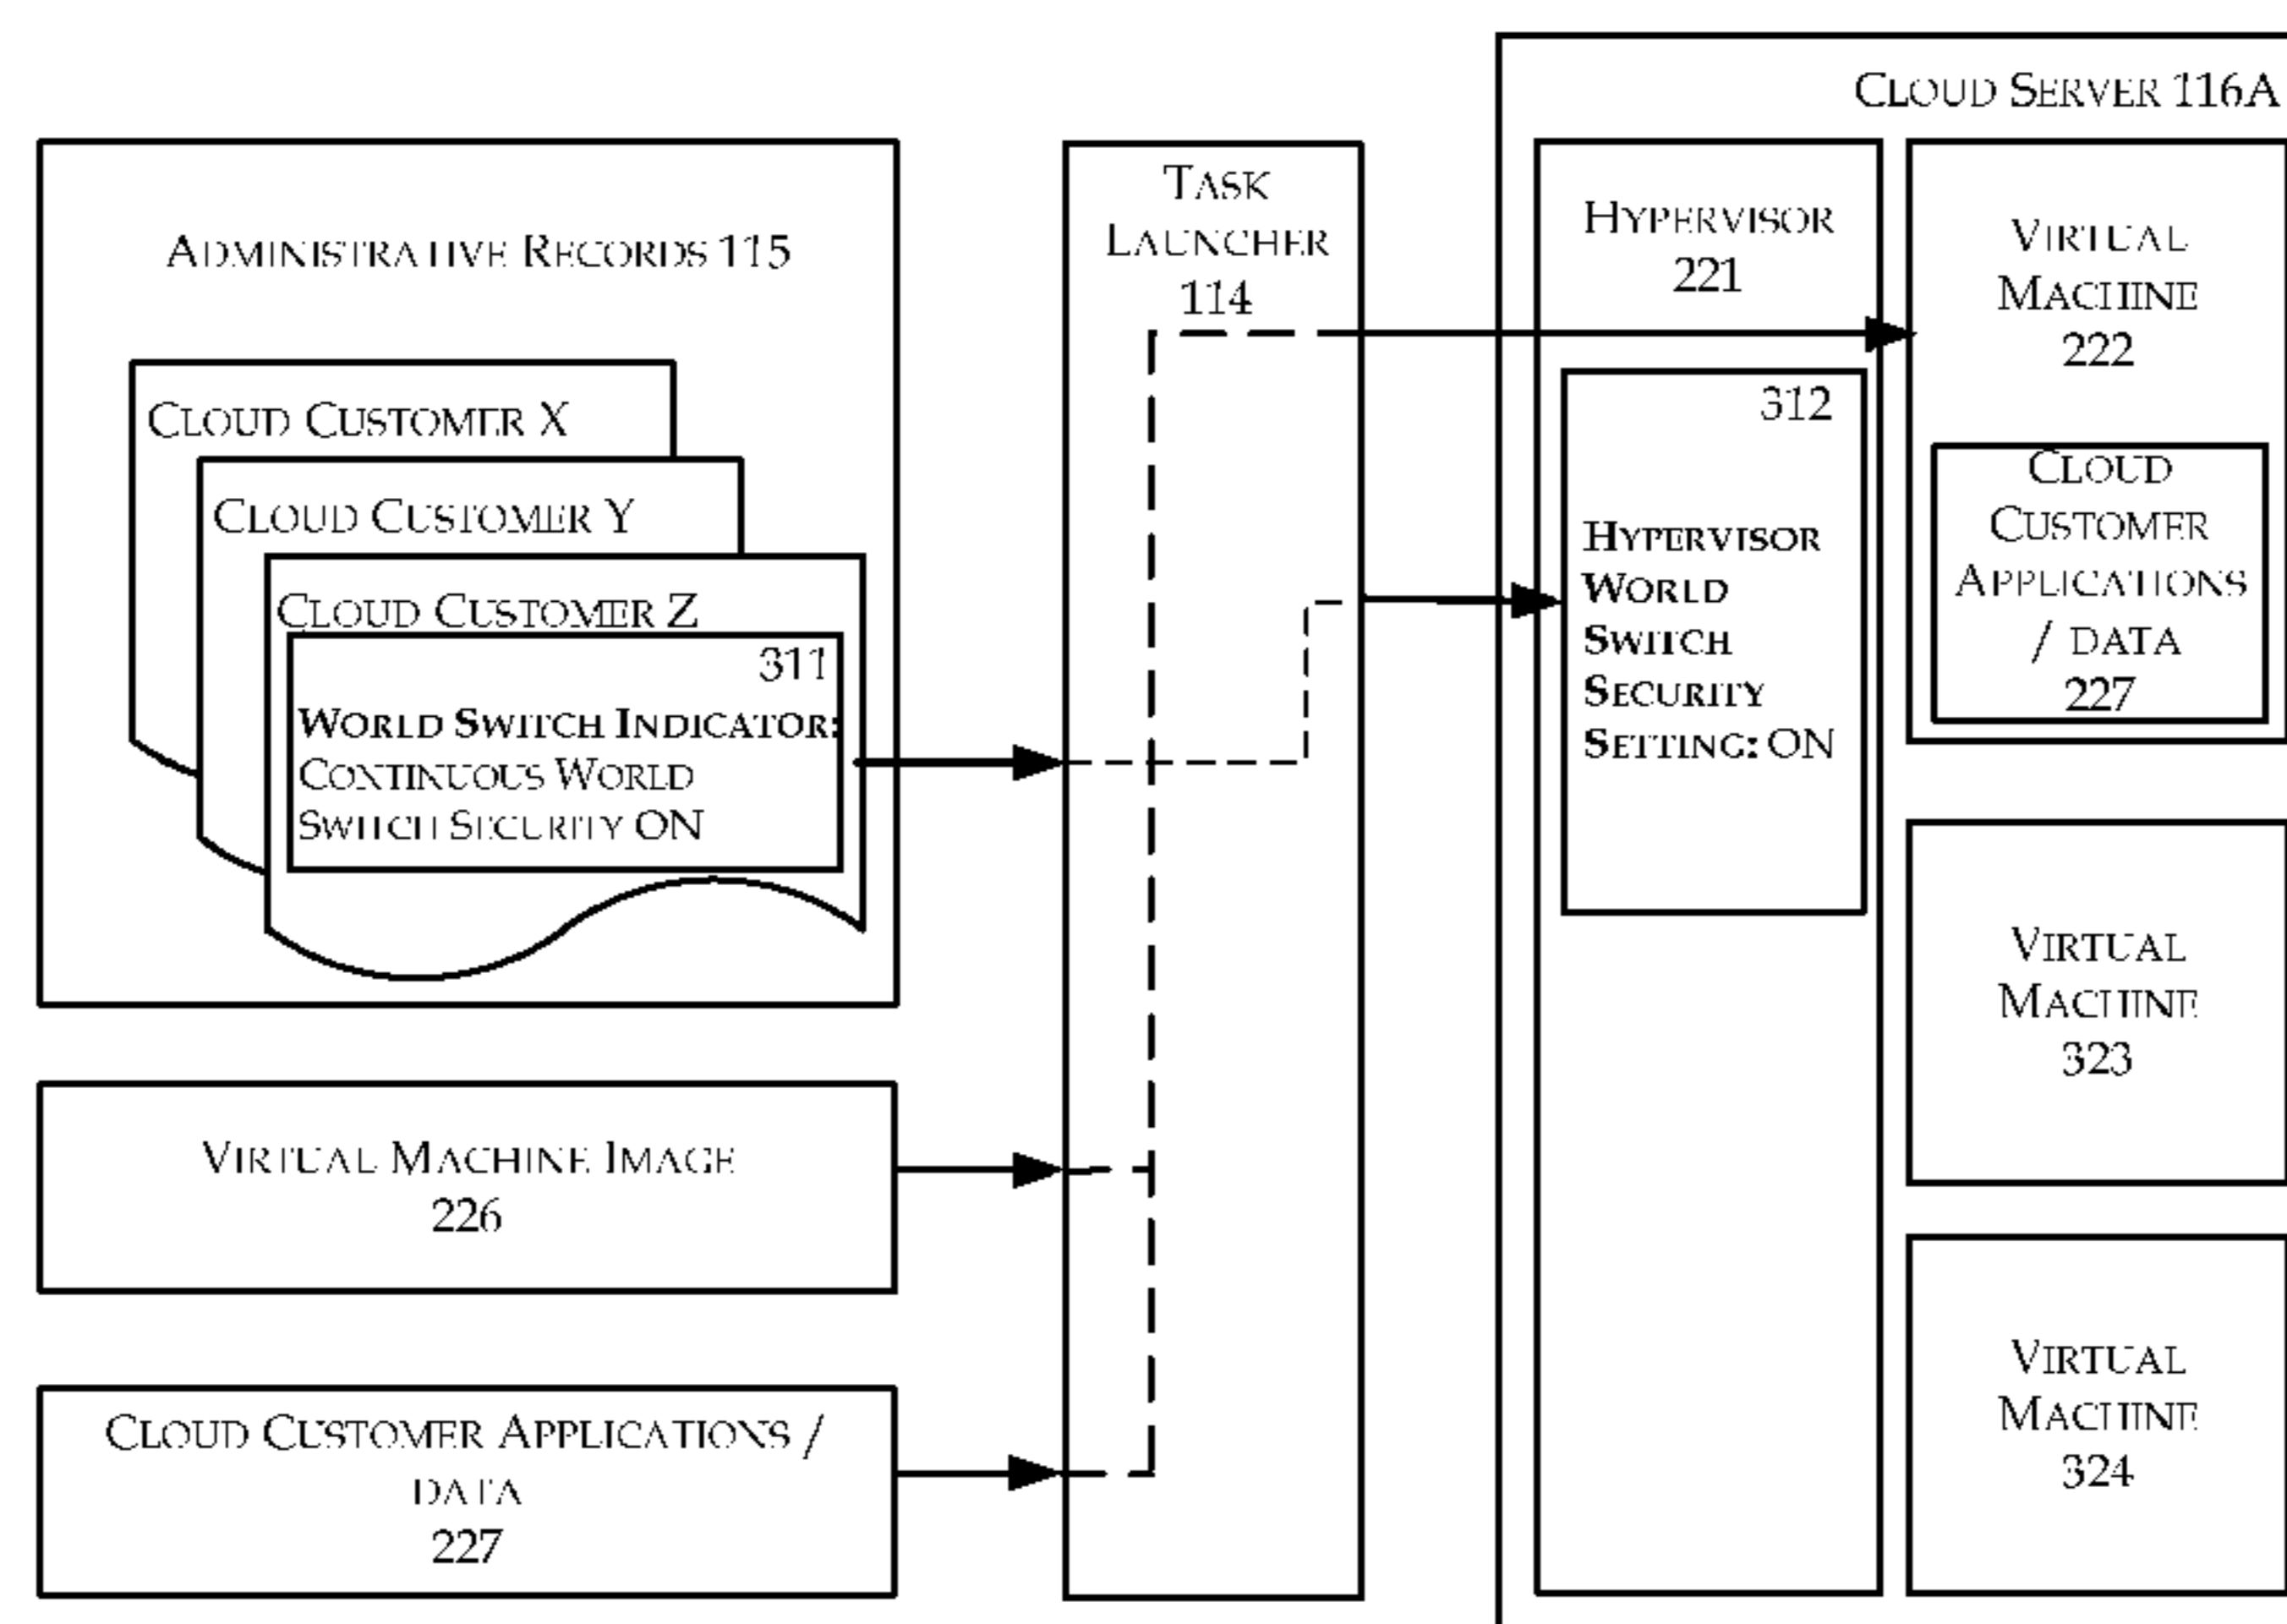 CLOUD SERVER 116A
ADMINISTRATIVE RECORDS 115
CLOUD CUSTOMER X
CLOUD CUSTOMER Y
CLOUD CUSTOMER Z
311
WORLD SWITCH INDICATOR:
CONTINUOUS WORLD
SWITCH SECURITY ON
VIRTUAL MACHINE IMAGE
226
CLOUD CUSTOMER APPLICATIONS /
DATA
227
TASK
LAUNCHER
114
HYPERVISOR
221
312
HYPERVISOR
WORLD
SWITCH
SECURITY
SETTING: ON
VIRTUAL
MACHINE
222
CLOUD
CUSTOMER
APPLICATIONS
/ DATA
227
VIRTUAL
MACHINE
323
VIRTUAL
MACHINE
324